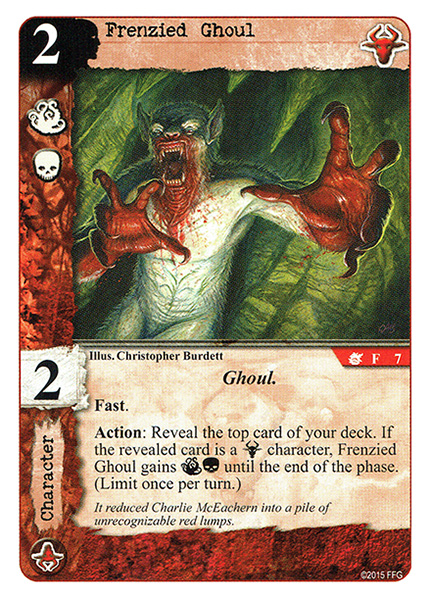 2
Frenzied Ghoul
Illus. Christopher Burdett
F 7
2
Ghoul.
Fast.
Action: Reveal the top card of your deck. If
the revealed card is a character, Frenzied
Ghoul gains until the end of the phase.
(Limit once per turn.)
It reduced Charlie McEachern into a pile of
unrecognizable red lumps.
Character
©2015 FFG